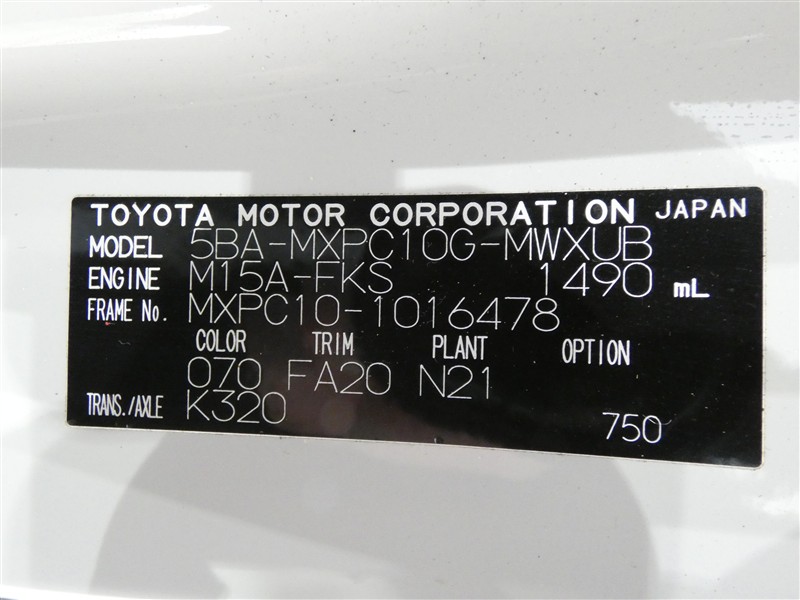 TOYOTA MOTOR CORPORATION JAPAN
MODEL 5BA-MXPC10G-MWXUB
ENGINE M15A-FKS 1490 mL
FRAME No. MXPC10-1016478
COLOR TRIM PLANT OPTION
070 FA20 N21
TRANS./AXLE K320
750